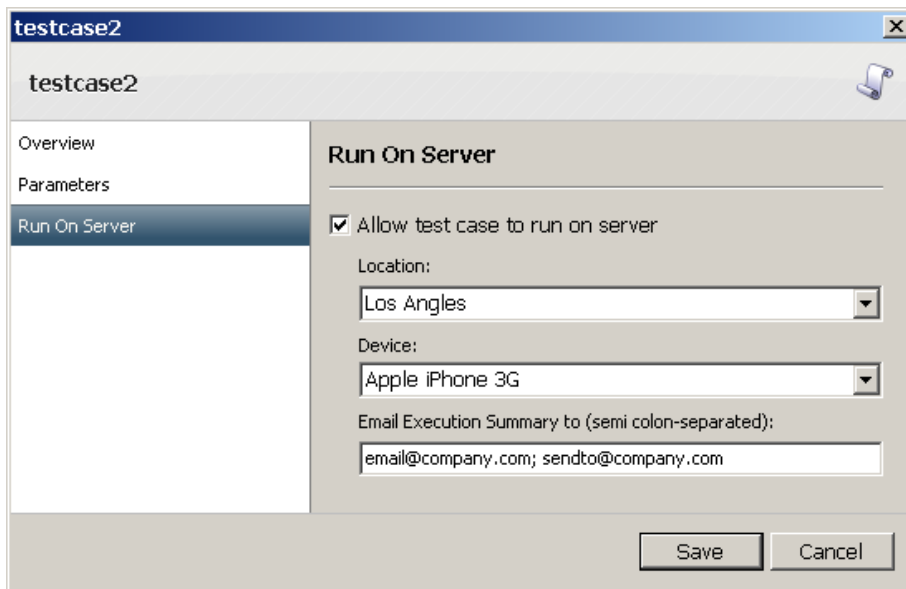 testcase2
testcase2
Overview
Parameters
Run On Server
Run On Server
Allow test case to run on server
Location:
Los Angles
Device:
Apple iPhone 3G
Email Execution Summary to (semi colon-separated):
email@company.com; sendto@company.com
Save Cancel